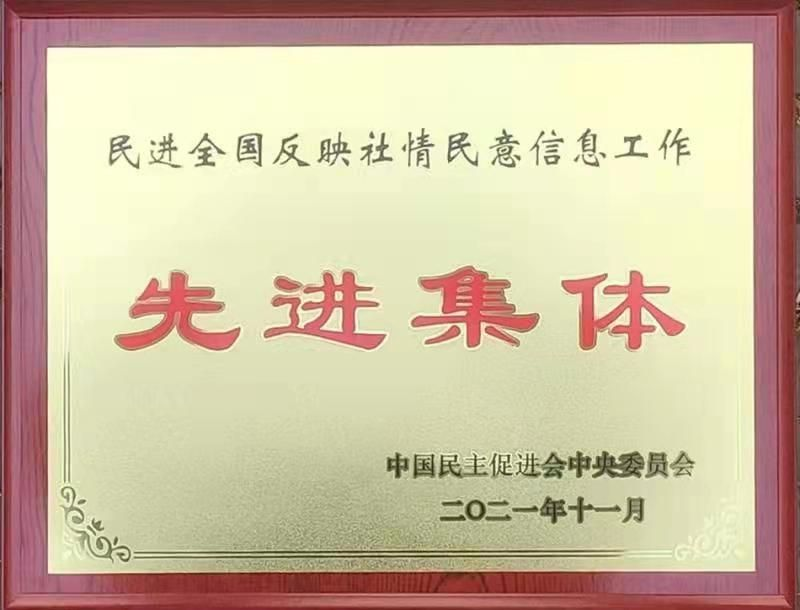 民进全国反映社情民意信息工作
先进集体
中国民主促进会中央委员会
二〇二一年十一月